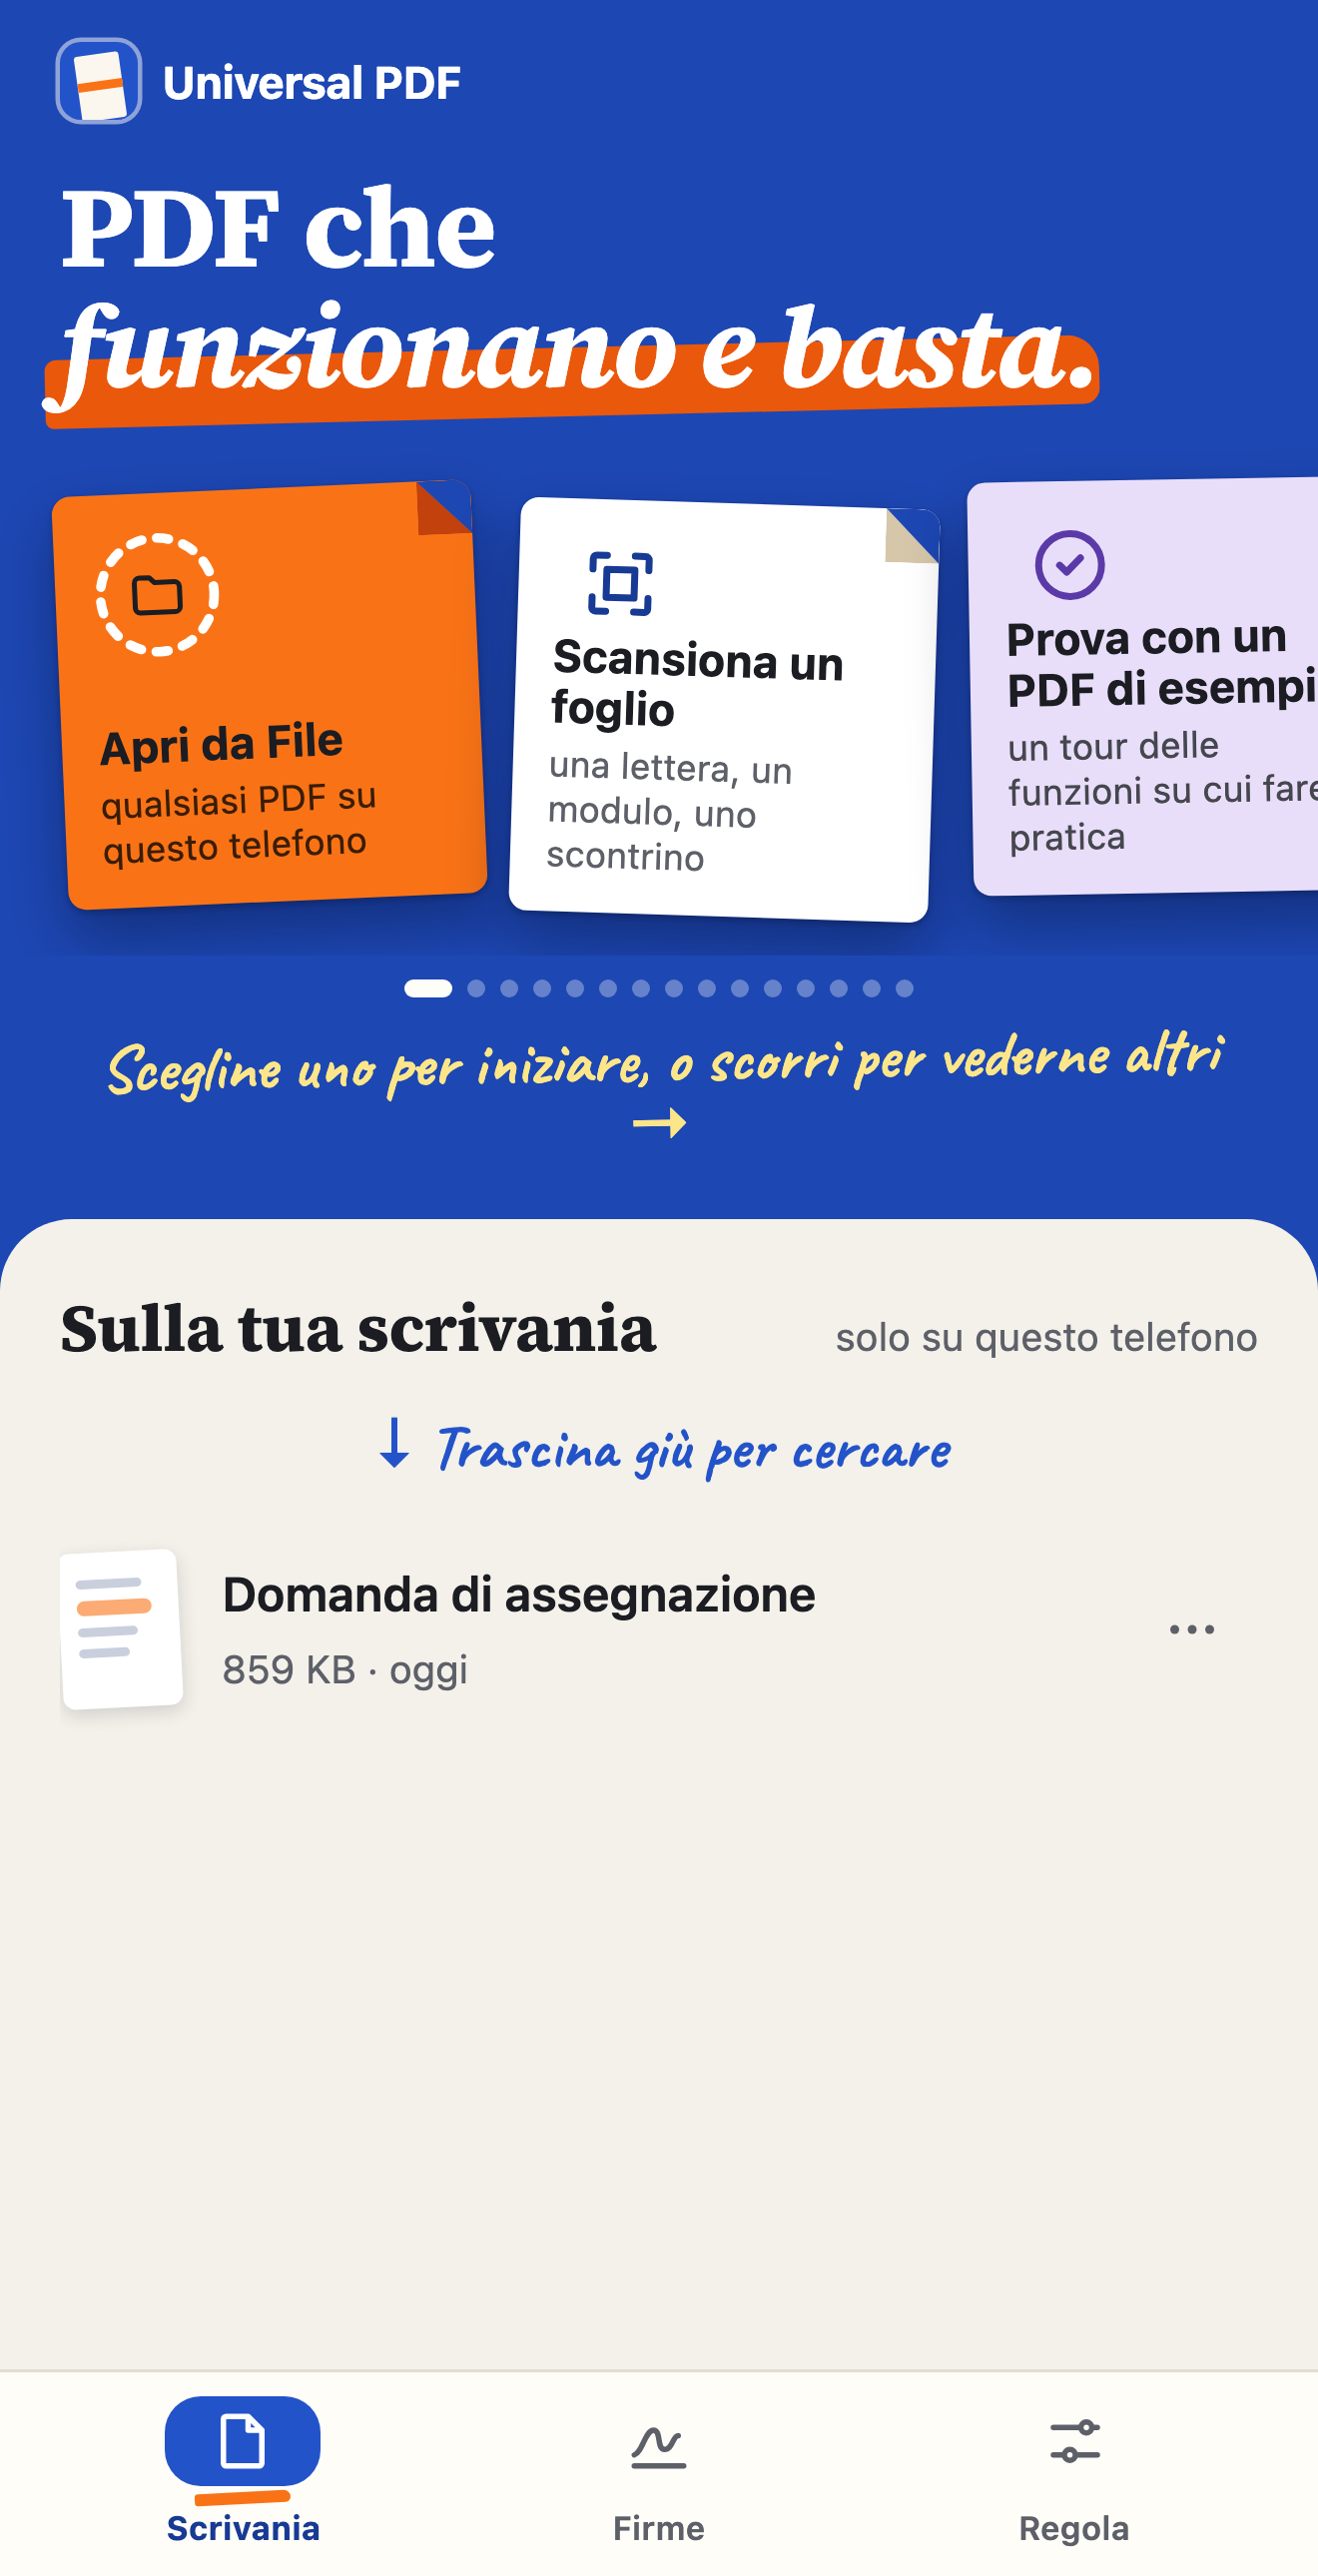 Universal PDF
PDF che
funzionano e basta.
Apri da File
qualsiasi PDF su
questo telefono
Scansiona un
foglio
una lettera, un
modulo, uno
scontrino
Prova con un
PDF di esempi
un tour delle
funzioni su cui fare
pratica
Scegline uno per iniziare, o scorri per vederne altri
→
Sulla tua scrivania
solo su questo telefono
↓ Trascina giù per cercare
Domanda di assegnazione
859 KB · oggi
Scrivania
Firme
Regola